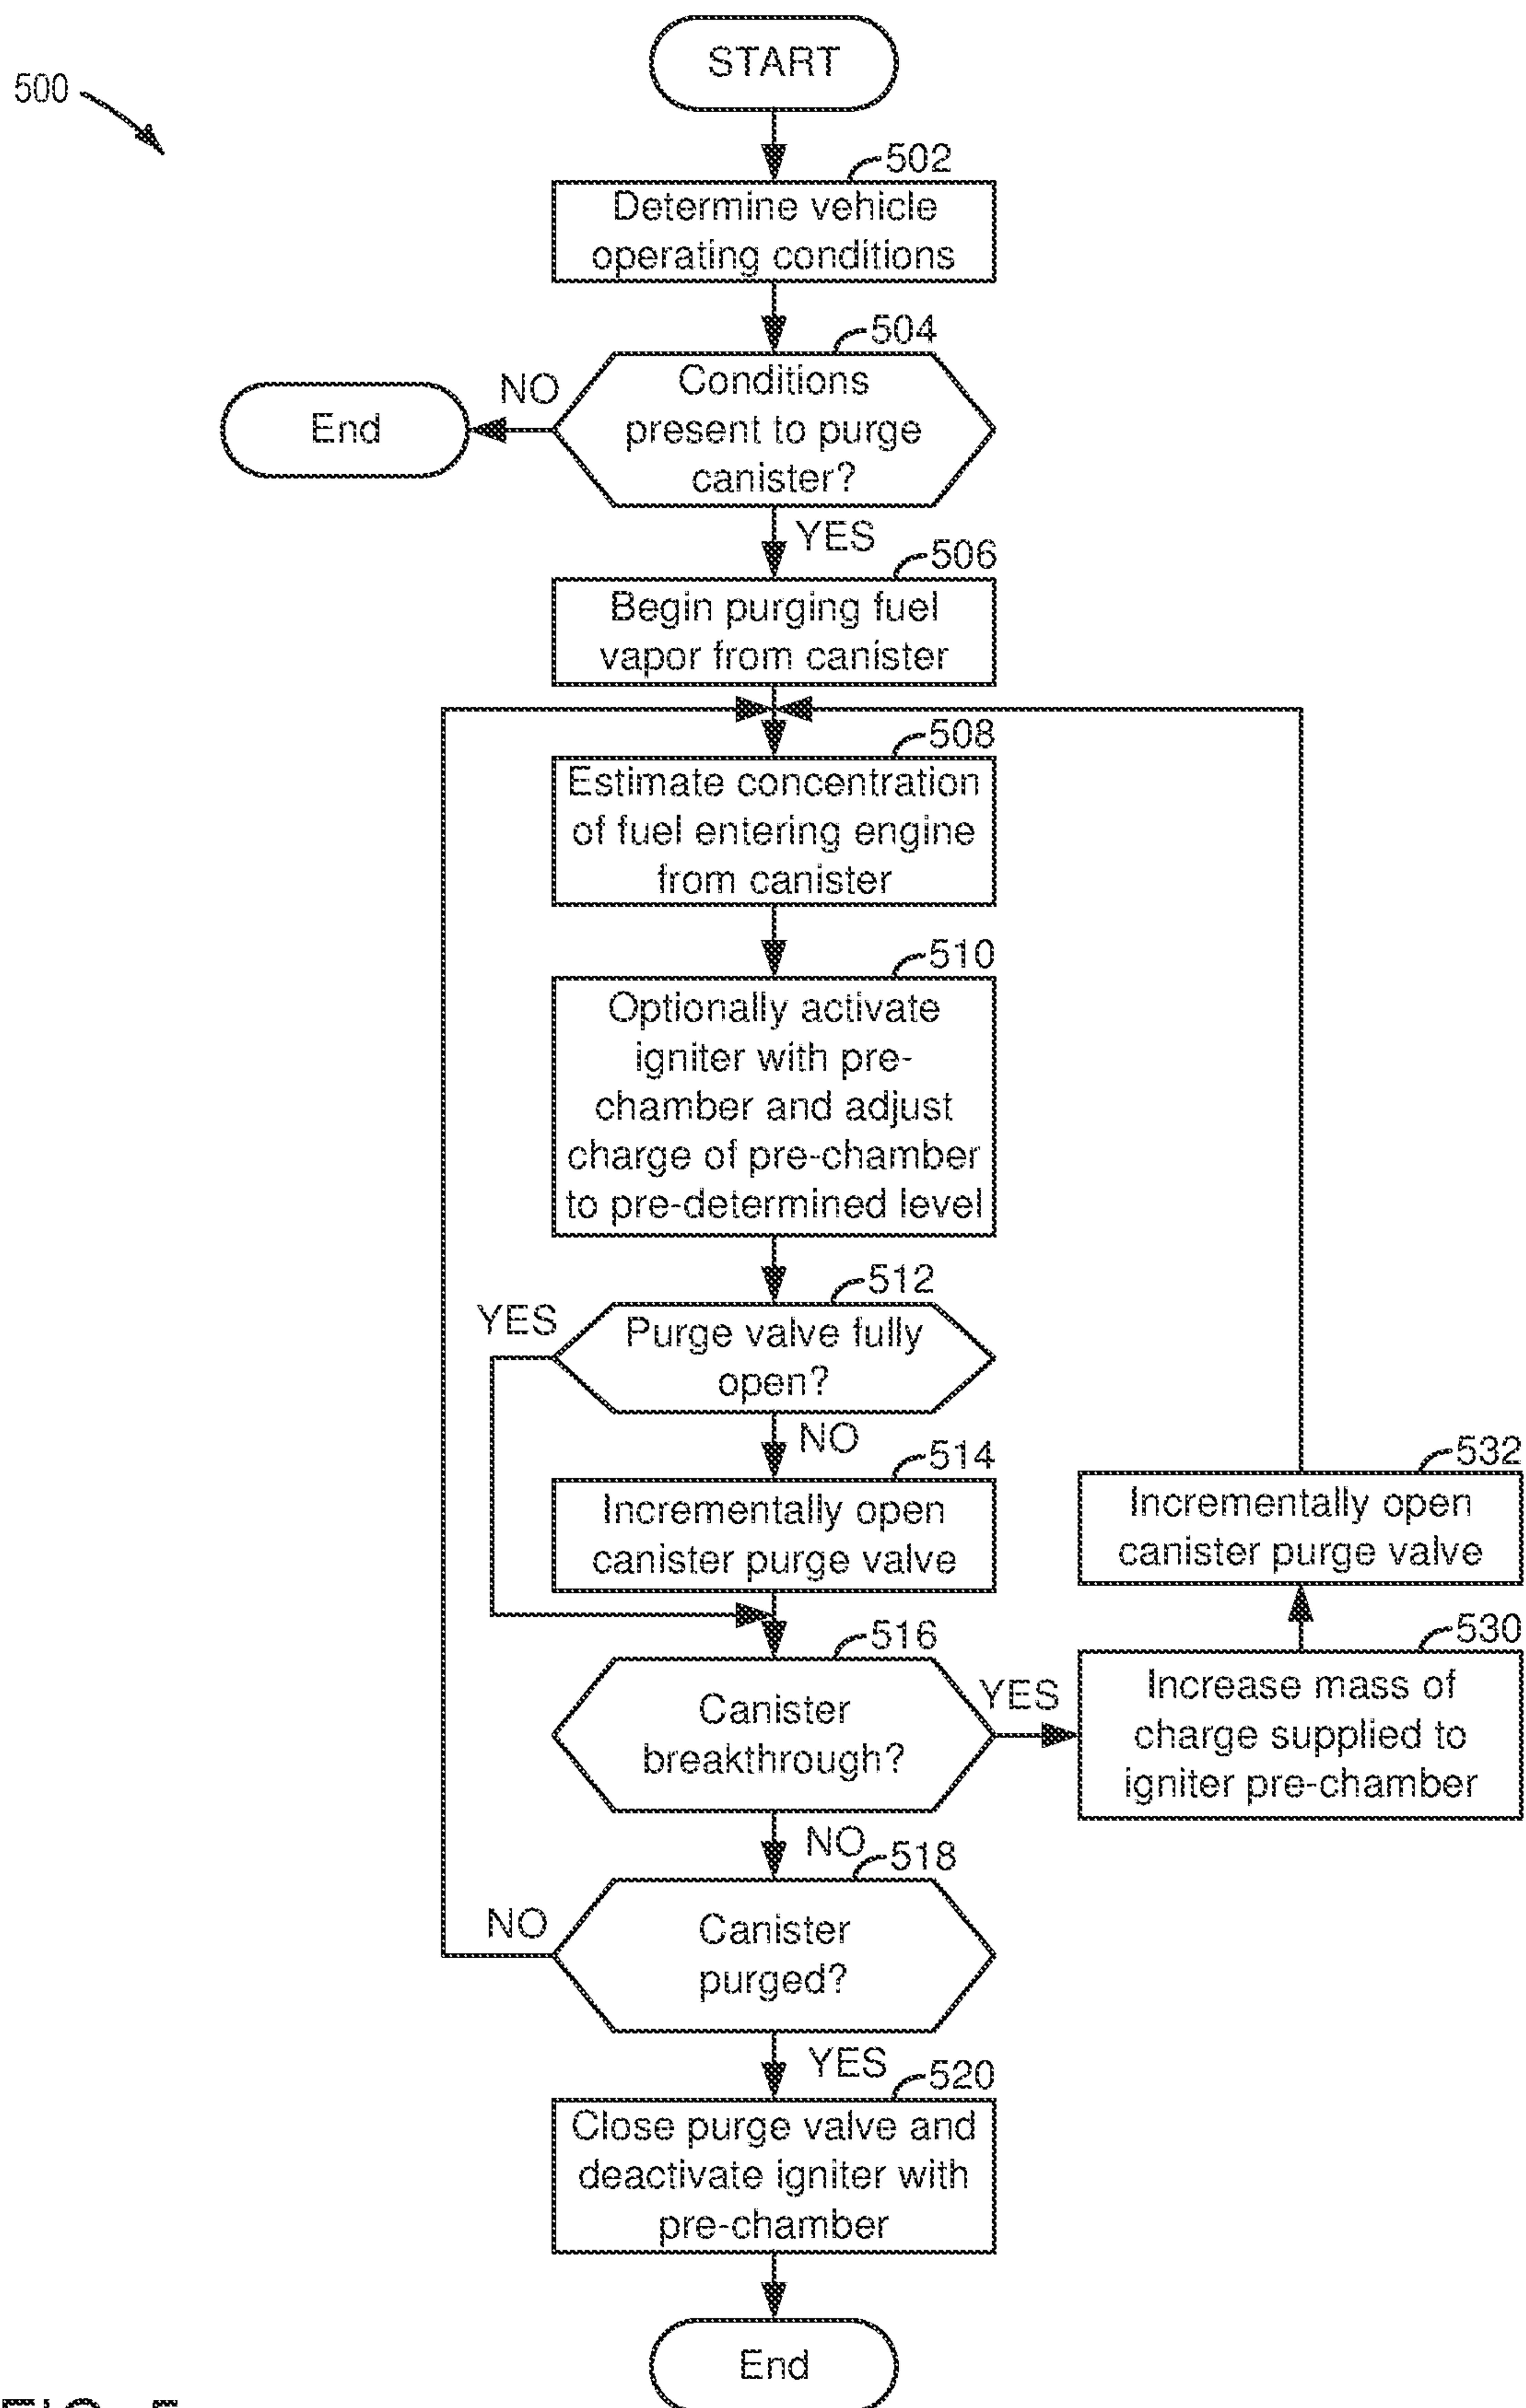 START
500
502
Determine vehicle
operating conditions
504
Conditions
present to purge
canister?
NO
End
YES
506
Begin purging fuel
vapor from canister
508
Estimate concentration
of fuel entering engine
from canister
510
Optionally activate
igniter with pre-
chamber and adjust
charge of pre-chamber
to pre-determined level
512
YES
Purge valve fully
open?
NO
514
Incrementally open
canister purge valve
532
Incrementally open
canister purge valve
516
Canister
breakthrough?
YES
530
Increase mass of
charge supplied to
igniter pre-chamber
NO
518
Canister
purged?
NO
YES
520
Close purge valve and
deactivate igniter with
pre-chamber
End